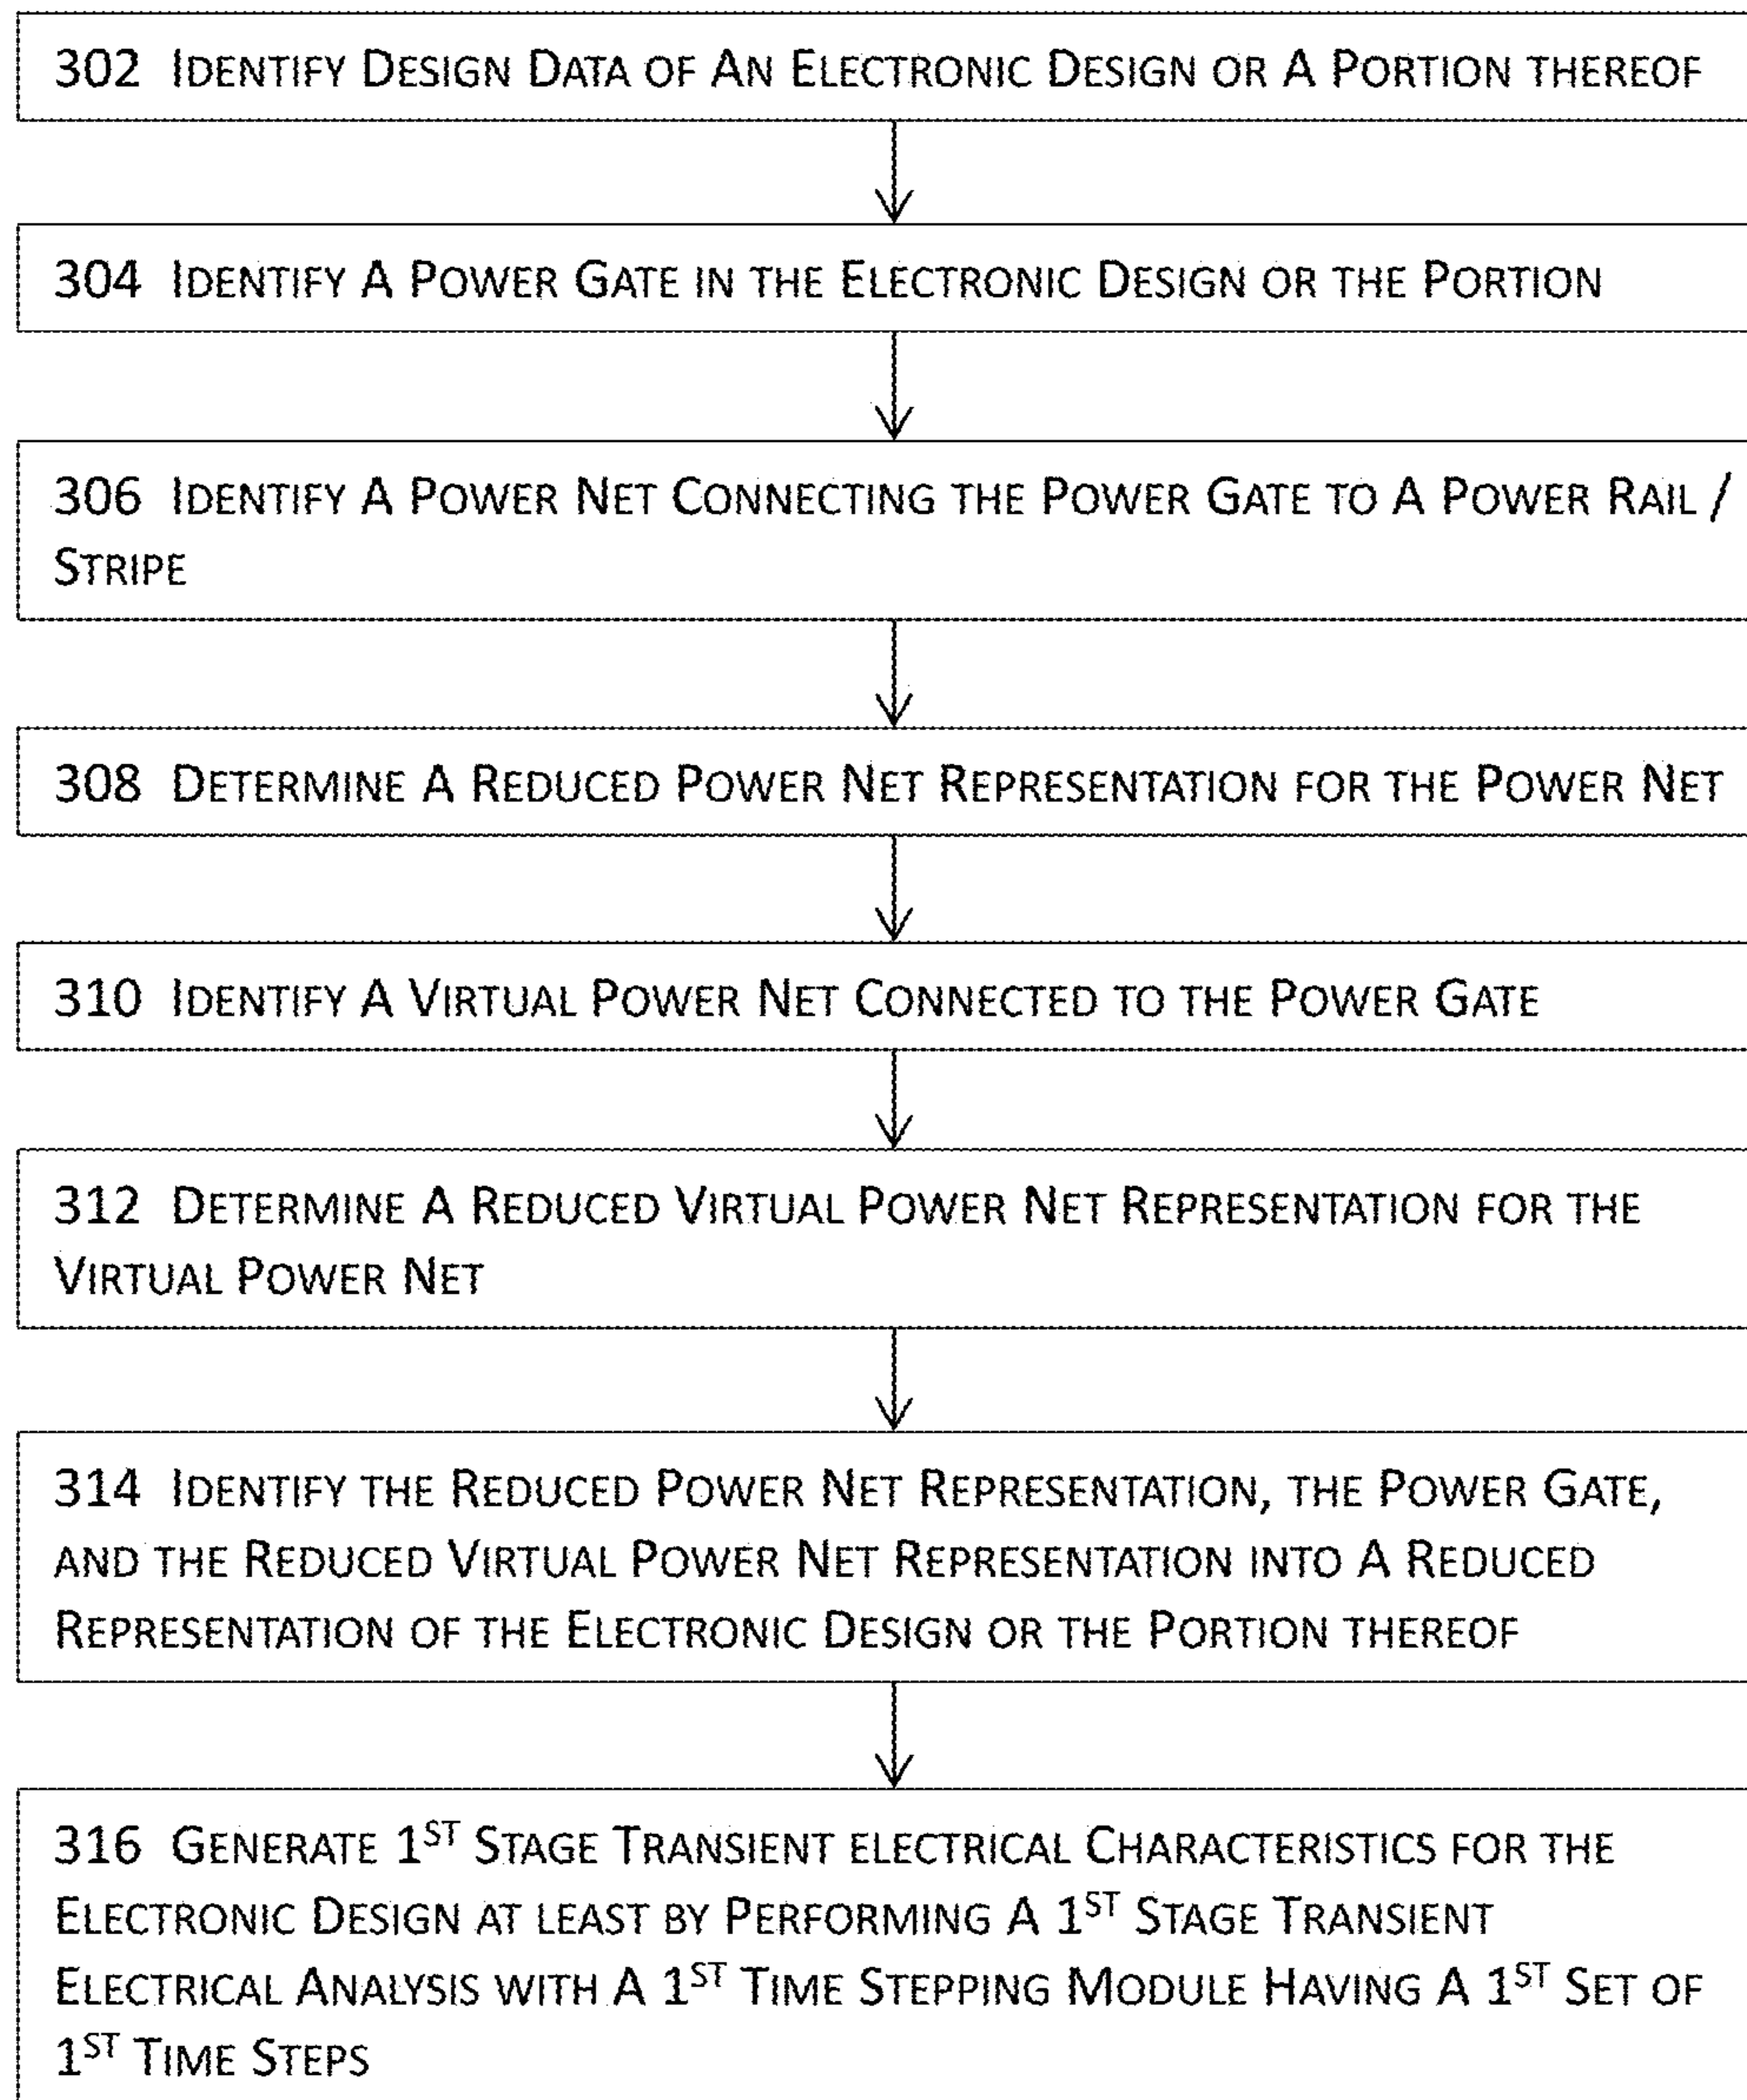 302 Identify Design Data of An Electronic Design or A Portion thereof
304 Identify A Power Gate in the Electronic Design or the Portion
306 Identify A Power Net Connecting the Power Gate to A Power Rail /
Stripe
308 Determine A Reduced Power Net Representation for the Power Net
310 Identify A Virtual Power Net Connected to the Power Gate
312 Determine A Reduced Virtual Power Net Representation for the
Virtual Power Net
314 Identify the Reduced Power Net Representation, the Power Gate,
and the Reduced Virtual Power Net Representation into A Reduced
Representation of the Electronic Design or the Portion thereof
316 Generate 1st Stage Transient electrical Characteristics for the
Electronic Design at least by Performing A 1st Stage Transient
Electrical Analysis with A 1st Time Stepping Module Having A 1st Set of
1st Time Steps